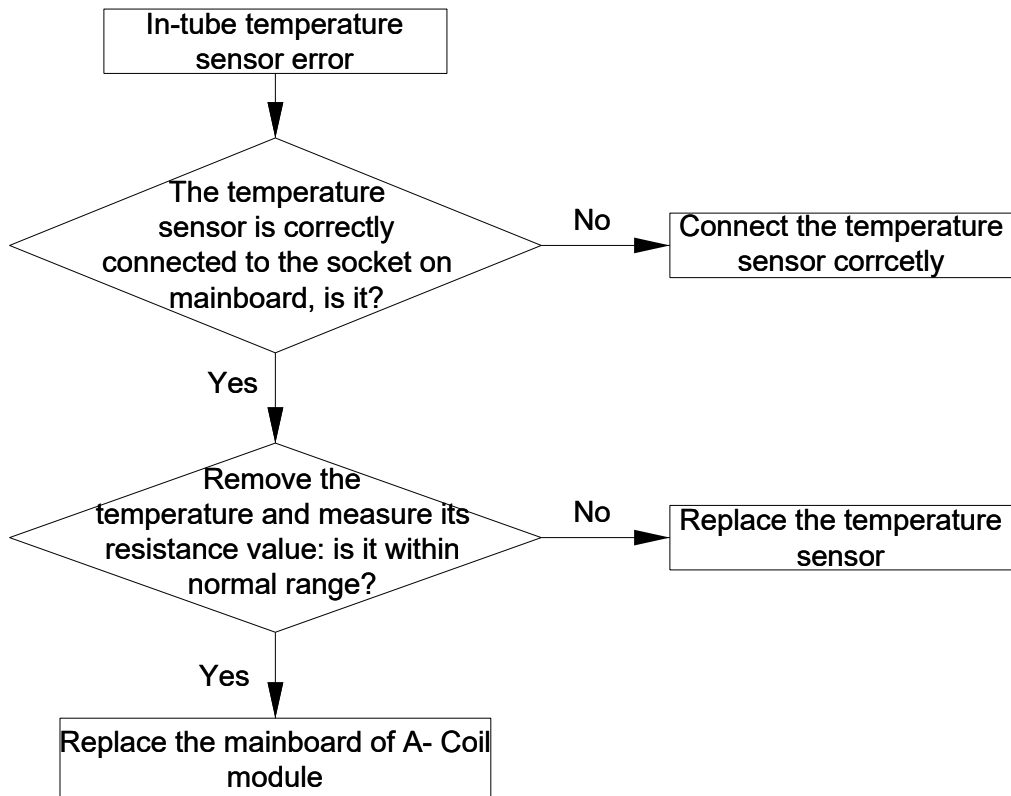 In-tube temperature
sensor error
The temperature
sensor is correctly
connected to the socket on
mainboard, is it?
No
Connect the temperature
sensor corrcetly
Yes
Remove the
temperature and measure its
resistance value: is it within
normal range?
No
Replace the temperature
sensor
Yes
Replace the mainboard of A- Coil
module